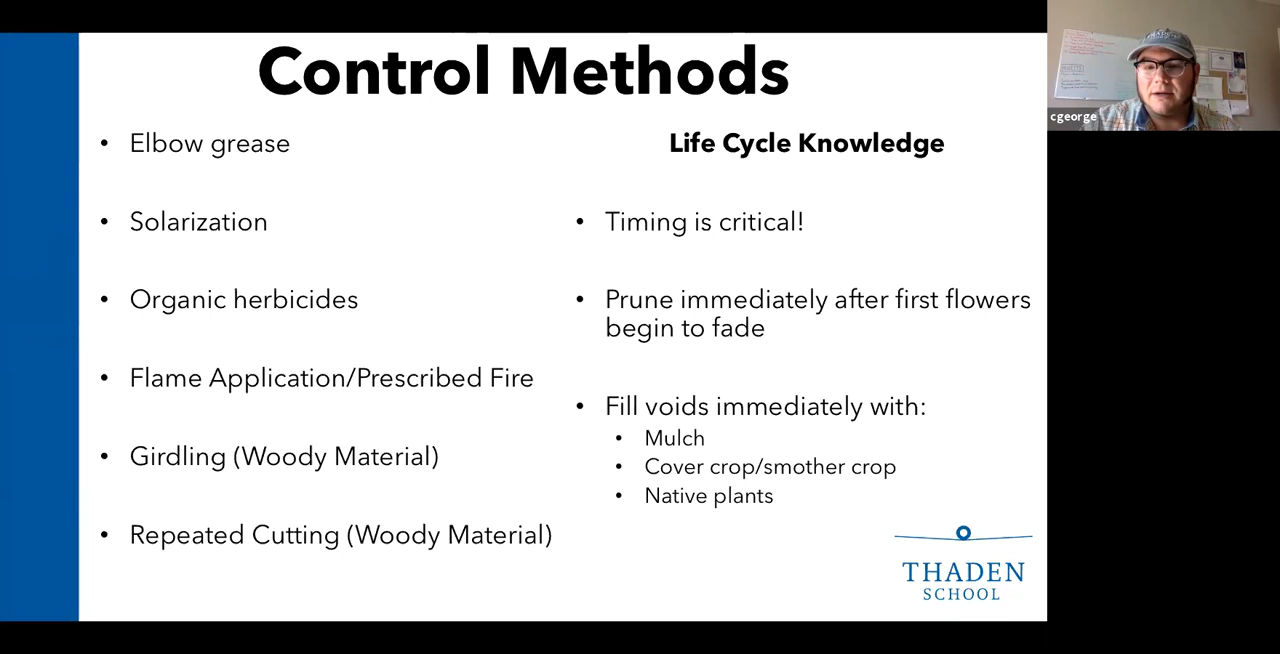 Control Methods
• Elbow grease
• Solarization
• Organic herbicides
• Flame Application/Prescribed Fire
• Girdling (Woody Material)
• Repeated Cutting (Woody Material)
Life Cycle Knowledge
• Timing is critical!
• Prune immediately after first flowers
begin to fade
• Fill voids immediately with:
• Mulch
• Cover crop/smother crop
• Native plants
THADEN
SCHOOL
cgeorge